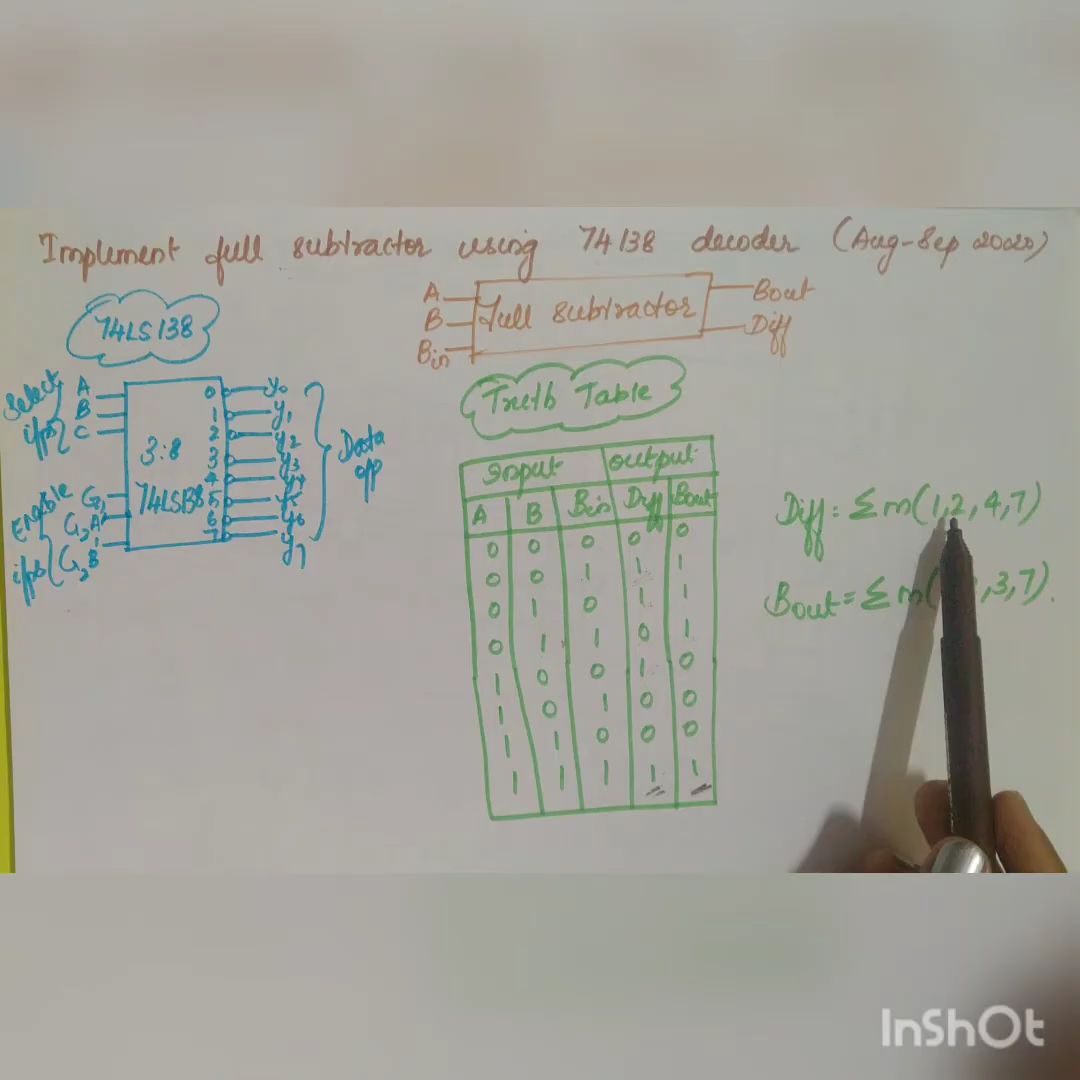 Implement full subtractor using 74138 decoder (Aug-Sep 2020)
74LS138
A
B
Bin
Full subtractor
Bout
Diff
Select
i/ps
A
B
C
Enable
i/ps
G1
G2A
G2B
3:8
74LS138
0 Y0
1 Y1
2 Y2
3 Y3
4 Y4
5 Y5
6 Y6
7 Y7
Data
o/p
Truth Table
Input output
A B Bin Diff Bout
0 0 0 0 0
0 0 1 1 1
0 1 0 1 1
0 1 1 0 1
1 0 0 1 0
1 0 1 0 0
1 1 0 0 0
1 1 1 1 1
Diff: Σm(1,2,4,7)
Bout = Σm( ,3,7).
InShOt